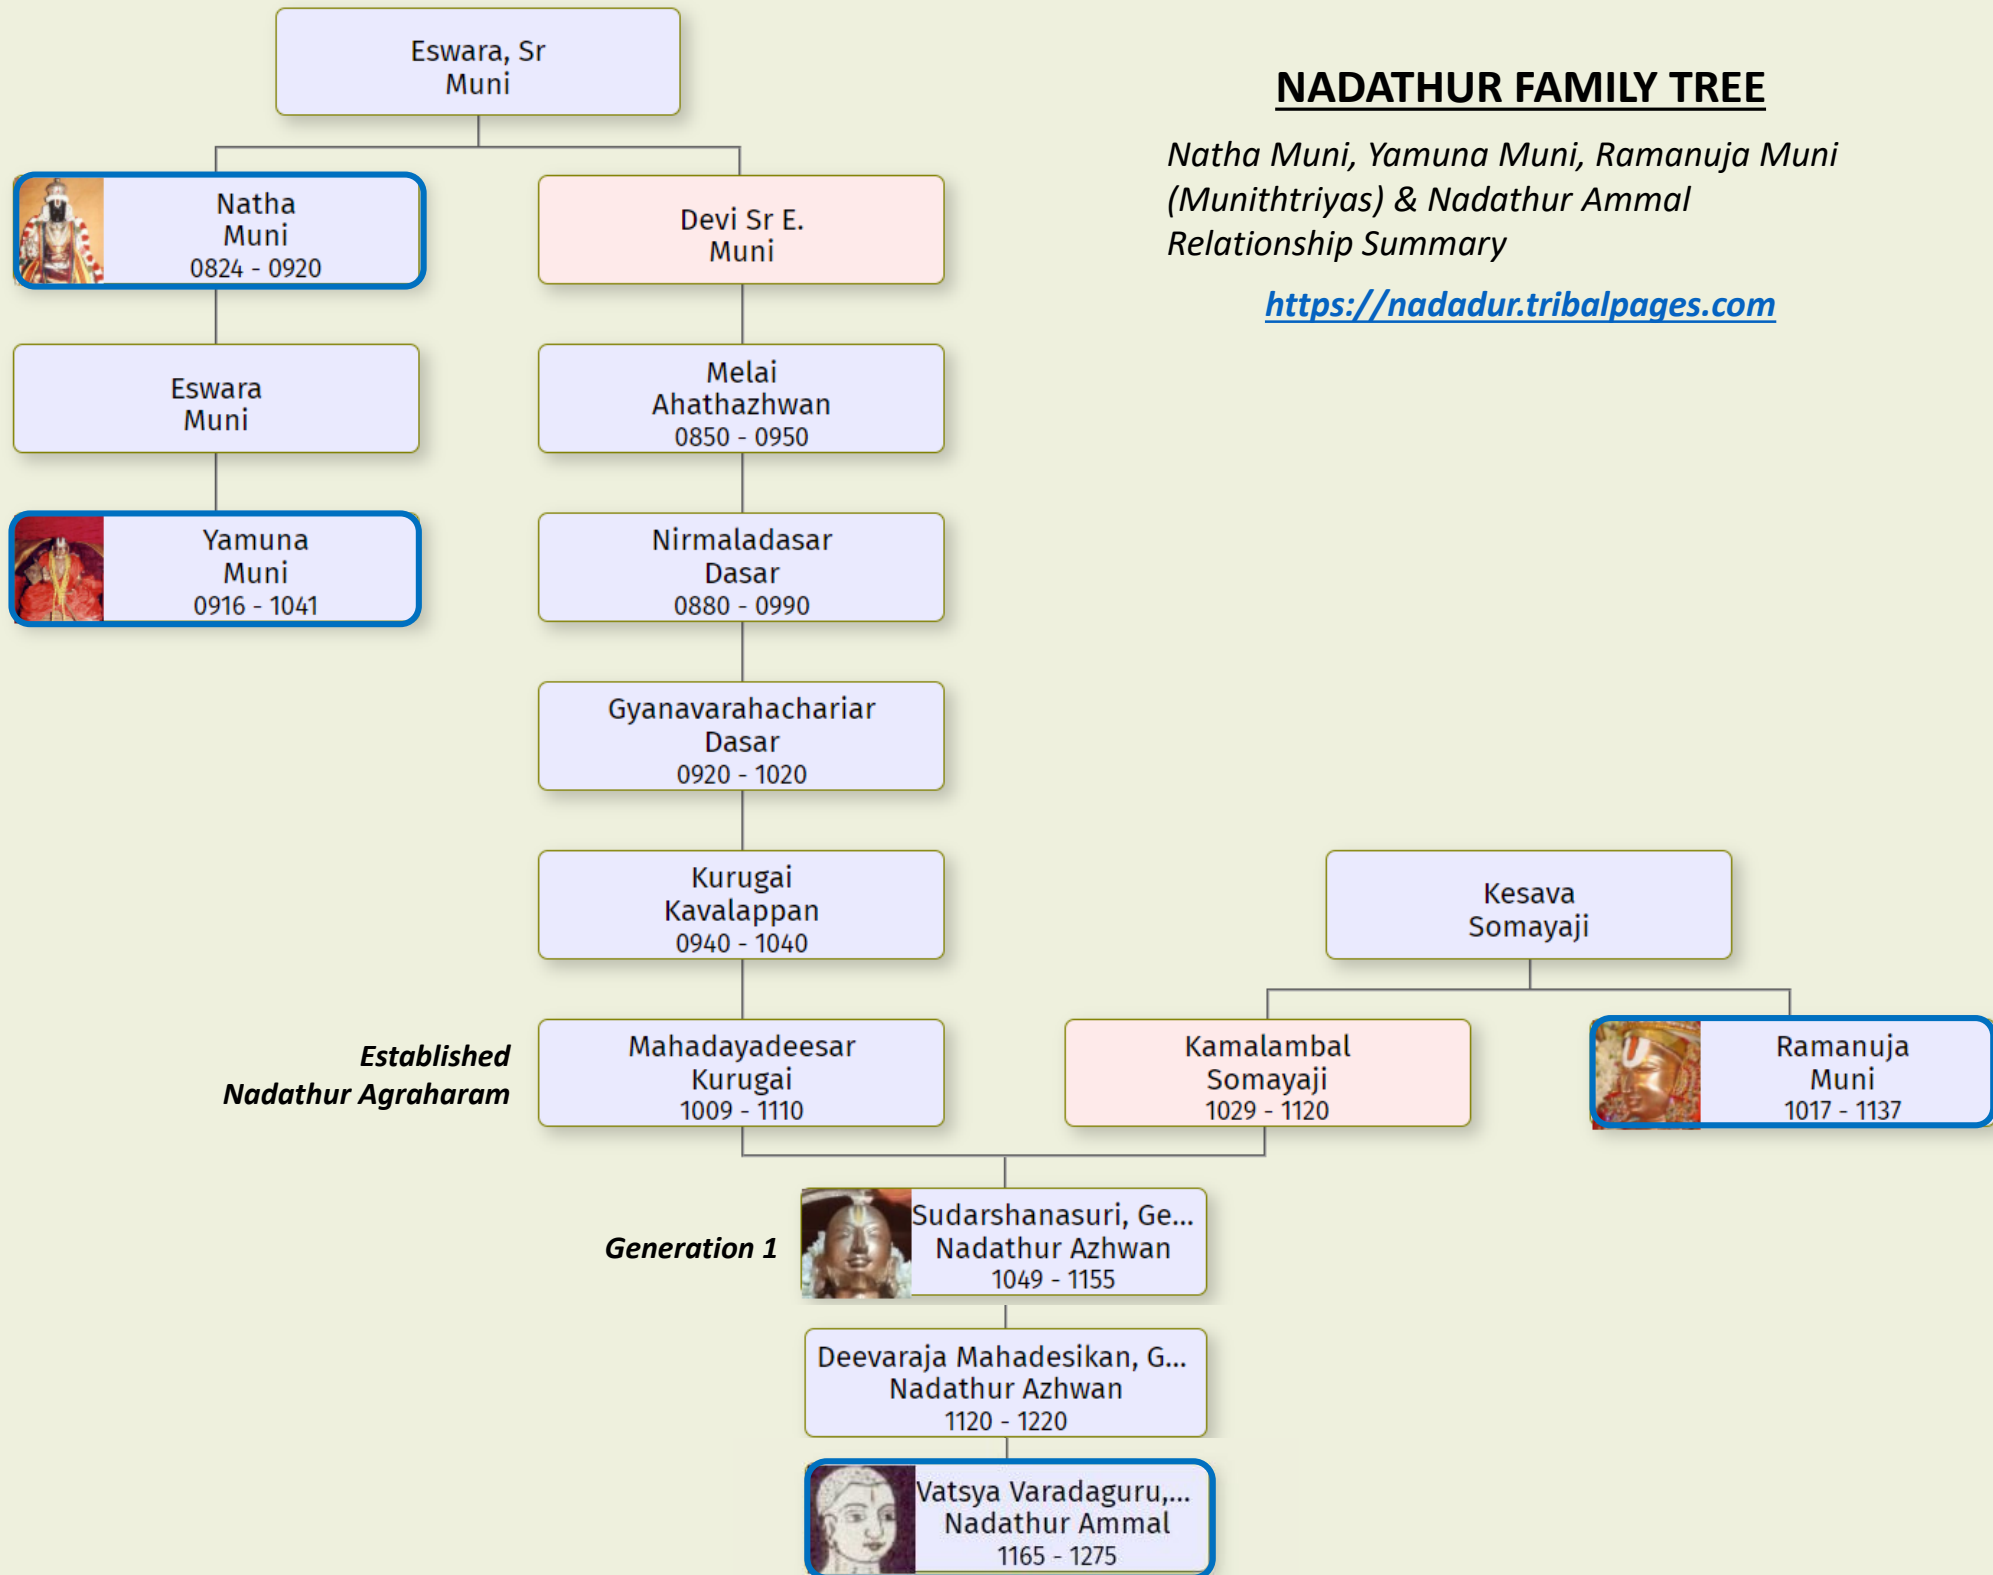 Eswara, Sr
Muni
NADATHUR FAMILY TREE
Natha Muni, Yamuna Muni, Ramanuja Muni
(Munithtriyas) & Nadathur Ammal
Relationship Summary
https://nadadur.tribalpages.com
Natha
Muni
0824 - 0920
Devi Sr E.
Muni
Eswara
Muni
Melai
Ahathazhwan
0850 - 0950
Yamuna
Muni
0916 - 1041
Nirmaladasar
Dasar
0880 - 0990
Gyanavarahachariar
Dasar
0920 - 1020
Kurugai
Kavalappan
0940 - 1040
Kesava
Somayaji
Established
Nadathur Agraharam
Mahadayadeesar
Kurugai
1009 - 1110
Kamalambal
Somayaji
1029 - 1120
Ramanuja
Muni
1017 - 1137
Generation 1
Sudarshanasuri, Ge...
Nadathur Azhwan
1049 - 1155
Deevaraja Mahadesikan, G...
Nadathur Azhwan
1120 - 1220
Vatsya Varadaguru,...
Nadathur Ammal
1165 - 1275